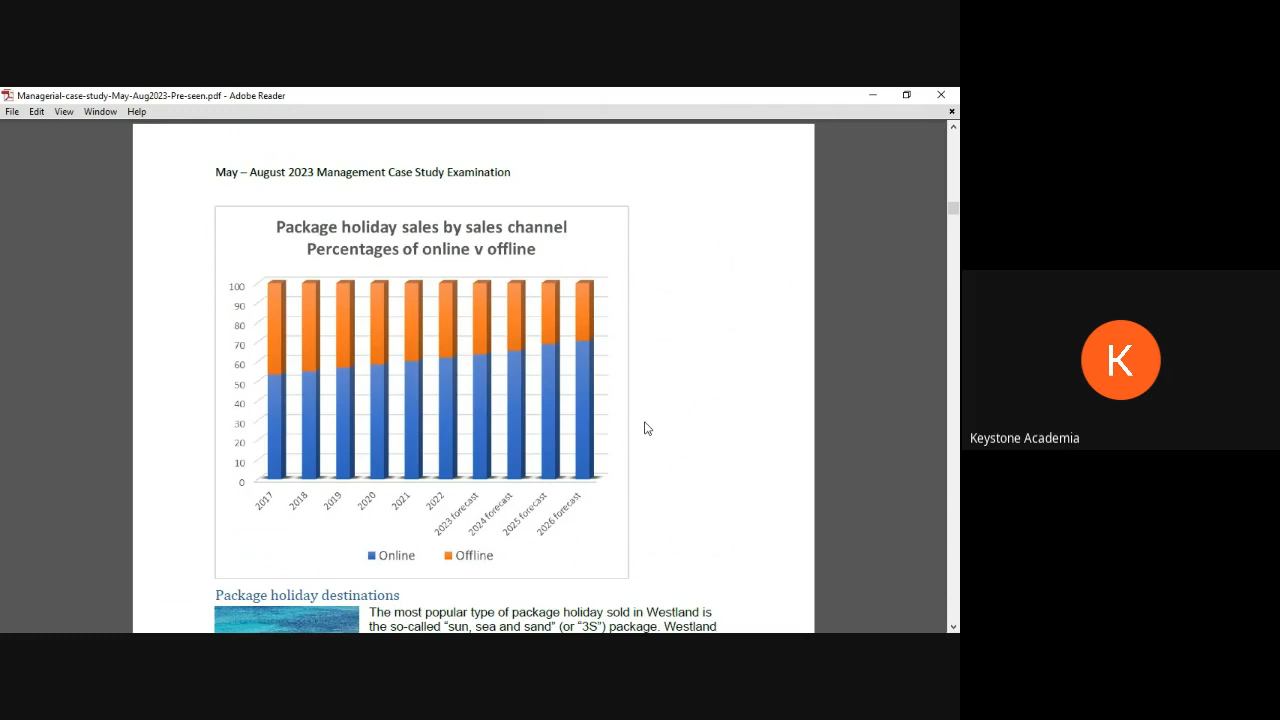 Managerial-case-study-May-Aug2023-Pre-seen.pdf - Adobe Reader
File Edit View Window Help
May – August 2023 Management Case Study Examination
Package holiday sales by sales channel
Percentages of online v offline
100
90
80
70
60
50
40
30
20
10
0
2017 2018 2019 2020 2021 2022 2023 forecast 2024 forecast 2025 forecast 2026 forecast
Online Offline
Package holiday destinations
The most popular type of package holiday sold in Westland is
the so-called “sun, sea and sand” (or “3S”) package. Westland
K
Keystone Academia